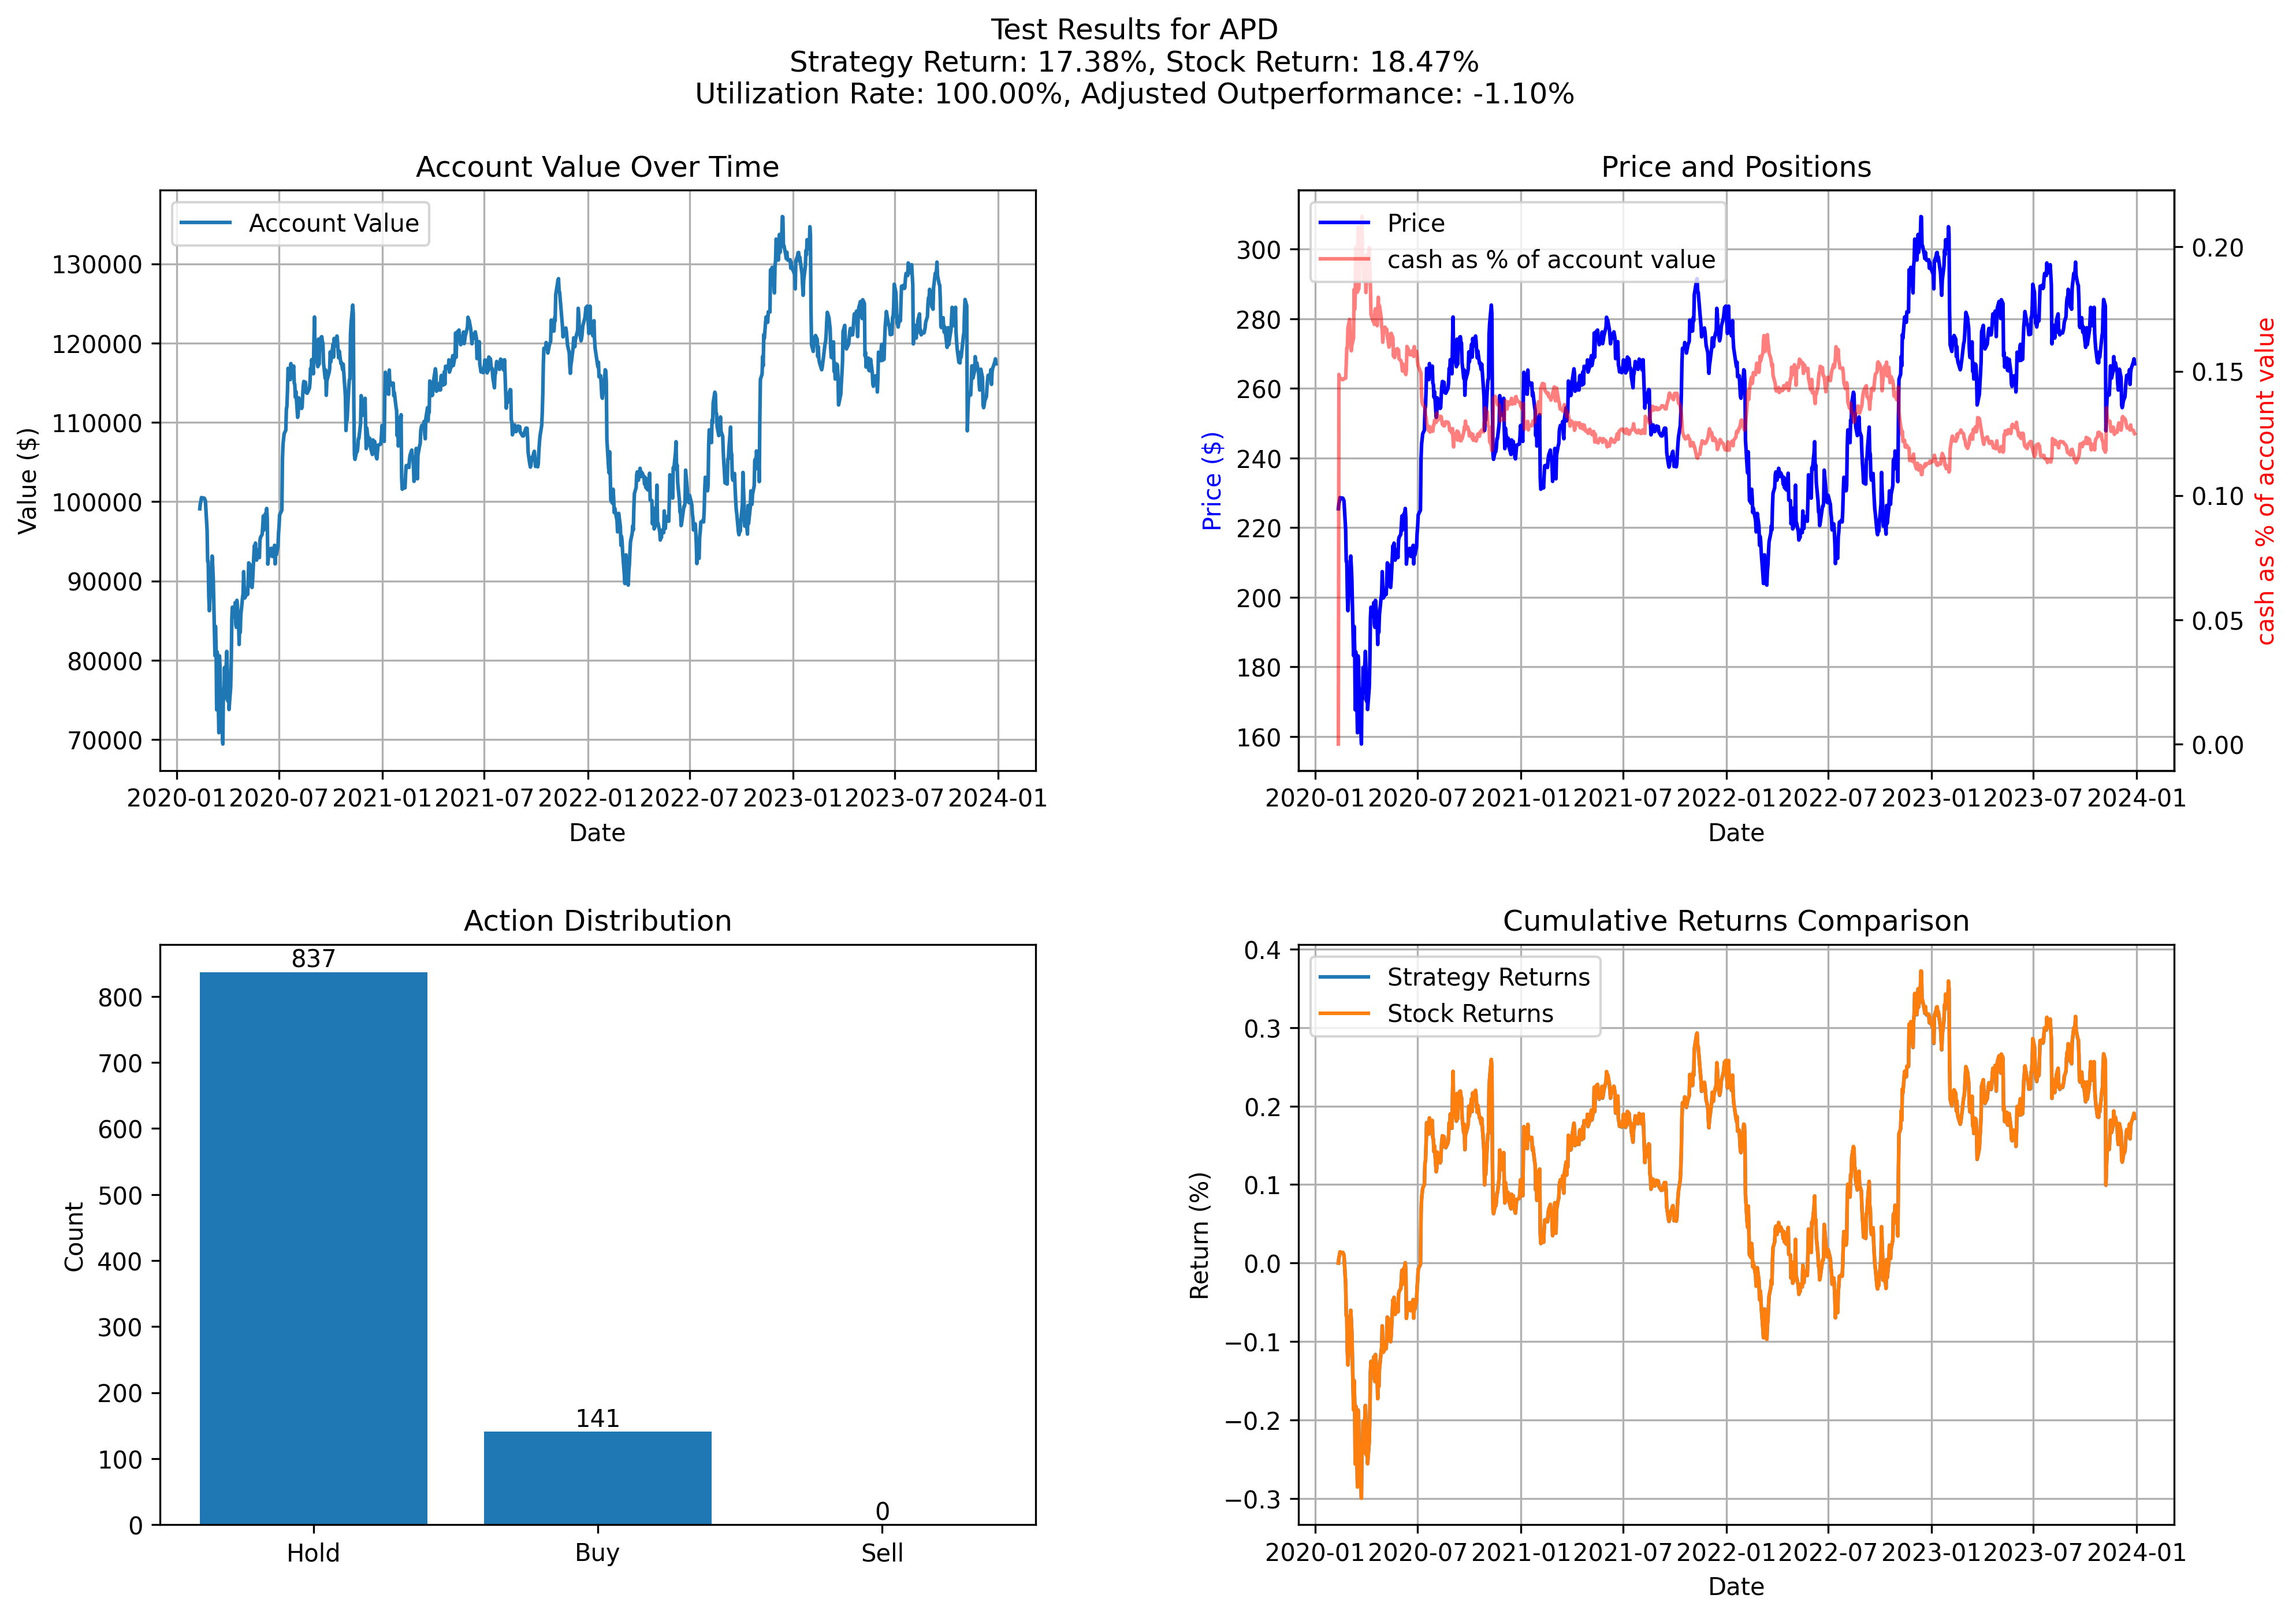 Test Results for APD
Strategy Return: 17.38%, Stock Return: 18.47%
Utilization Rate: 100.00%, Adjusted Outperformance: -1.10%
Account Value Over Time
Account Value
Value ($)
130000
120000
110000
100000
90000
80000
70000
2020-01 2020-07 2021-01 2021-07 2022-01 2022-07 2023-01 2023-07 2024-01
Date
Price and Positions
Price
cash as % of account value
Price ($)
300
280
260
240
220
200
180
160
0.20
0.15
0.10
0.05
0.00
cash as % of account value
2020-01 2020-07 2021-01 2021-07 2022-01 2022-07 2023-01 2023-07 2024-01
Date
Action Distribution
Count
800
700
600
500
400
300
200
100
0
837
141
0
Hold Buy Sell
Cumulative Returns Comparison
Strategy Returns
Stock Returns
Return (%)
0.4
0.3
0.2
0.1
0.0
−0.1
−0.2
−0.3
2020-01 2020-07 2021-01 2021-07 2022-01 2022-07 2023-01 2023-07 2024-01
Date